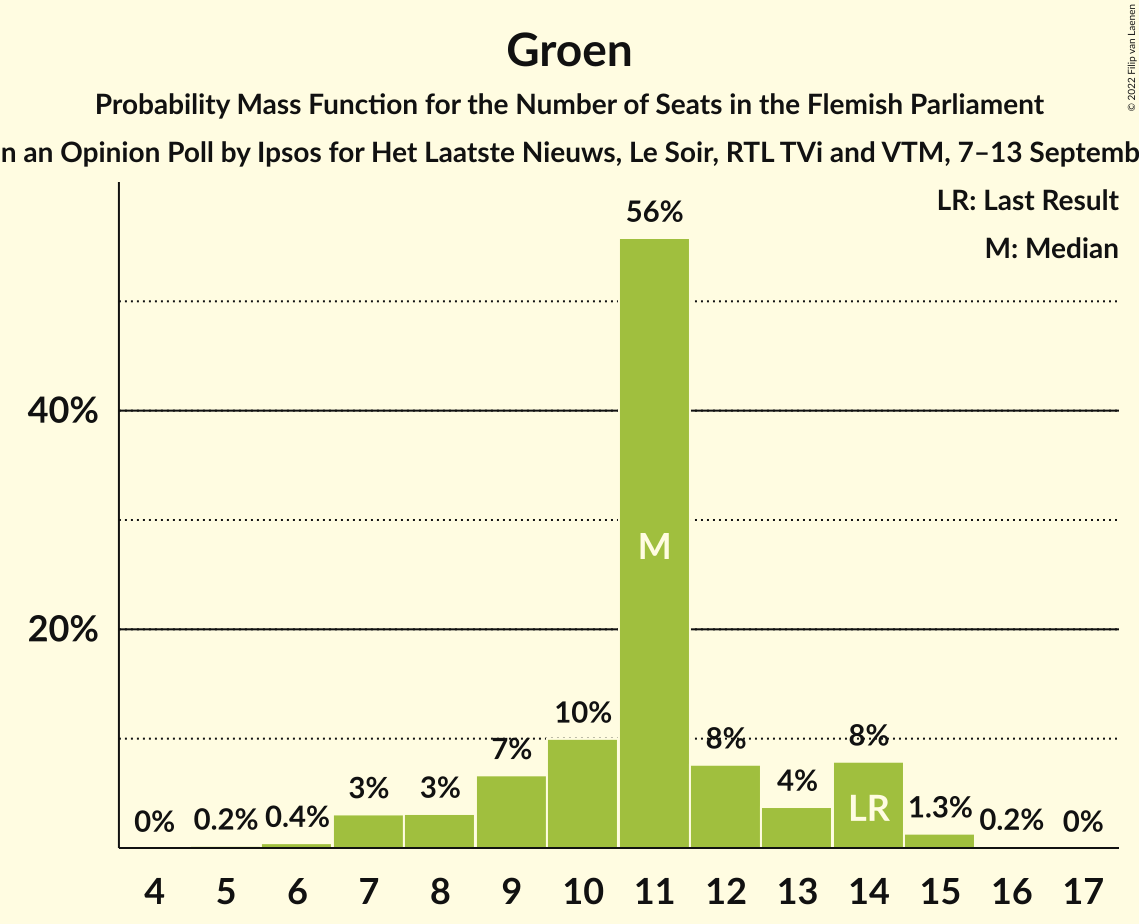 © 2022 Filip van Laenen
Groen
Probability Mass Function for the Number of Seats in the Flemish Parliament
n an Opinion Poll by Ipsos for Het Laatste Nieuws, Le Soir, RTL TVi and VTM, 7–13 Septemb
LR: Last Result
M: Median
56%
40%
M
20%
10%
7%
8%
8%
3%
3%
4%
LR
0%
0.2%
0.4%
1.3%
0.2%
0%
4 5 6 7 8 9 10 11 12 13 14 15 16 17